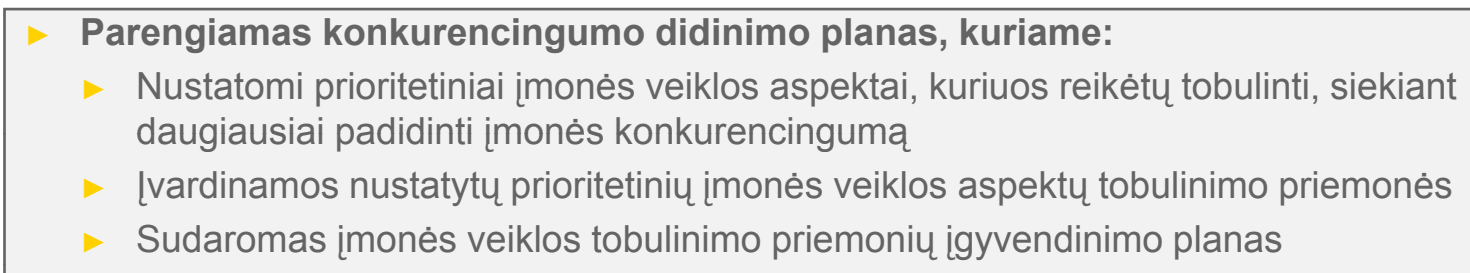 ► Parengiamas konkurencingumo didinimo planas, kuriame:
► Nustatomi prioritetiniai įmonės veiklos aspektai, kuriuos reikėtų tobulinti, siekiant
daugiausiai padidinti įmonės konkurencingumą
► Įvardinamos nustatytų prioritetinių įmonės veiklos aspektų tobulinimo priemonės
► Sudaromas įmonės veiklos tobulinimo priemonių įgyvendinimo planas